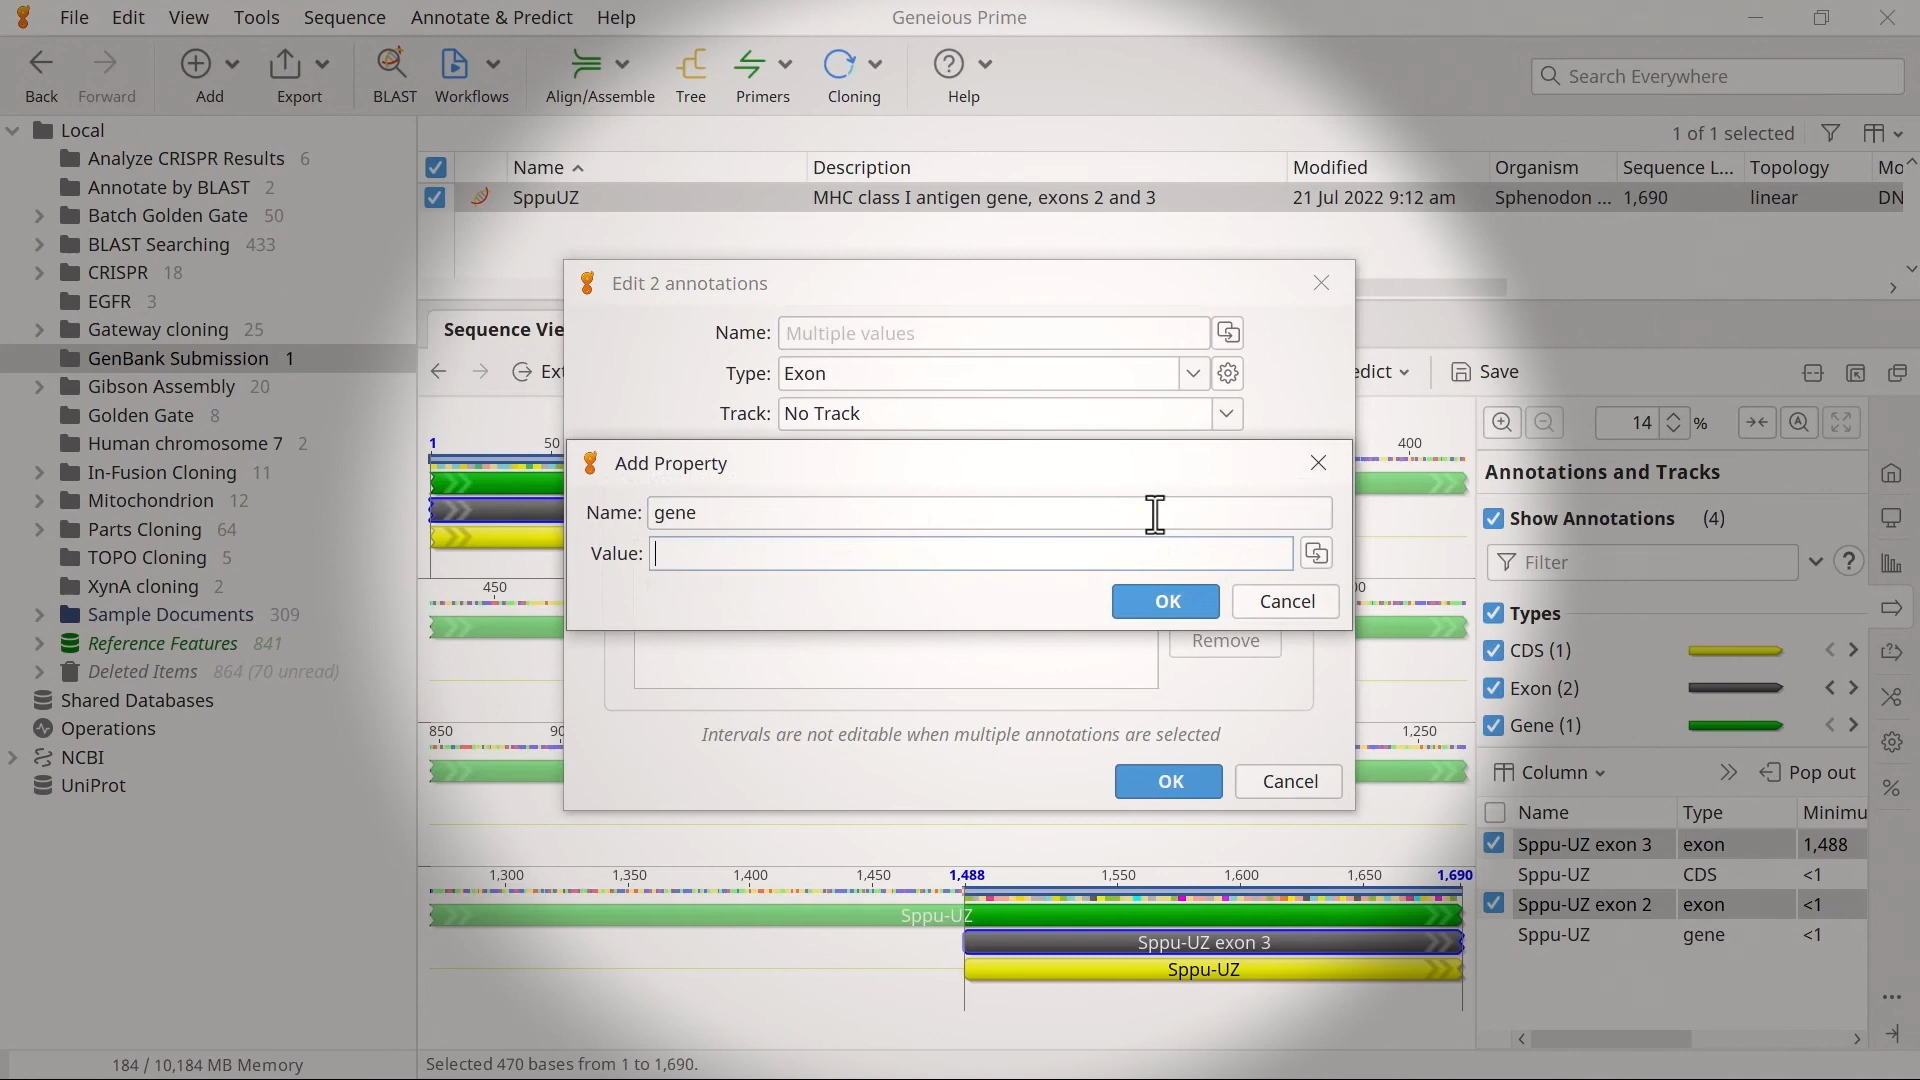 File Edit View Tools Sequence Annotate & Predict Help
Geneious Prime
Back Forward Add Export BLAST Workflows Align/Assemble Tree Primers Cloning Help
Search Everywhere
Local
Analyze CRISPR Results 6
Annotate by BLAST 2
Batch Golden Gate 50
BLAST Searching 433
CRISPR 18
EGFR 3
Gateway cloning 25
GenBank Submission 1
Gibson Assembly 20
Golden Gate 8
Human chromosome 7 2
In-Fusion Cloning 11
Mitochondrion 12
Parts Cloning 64
TOPO Cloning 5
XynA cloning 2
Sample Documents 309
Reference Features 841
Deleted Items 864 (70 unread)
Shared Databases
Operations
NCBI
UniProt
184 / 10,184 MB Memory
1 of 1 selected
Name Description Modified Organism Sequence L... Topology Mo
SppuUZ MHC class I antigen gene, exons 2 and 3 21 Jul 2022 9:12 am Sphenodon ... 1,690 linear DN
Sequence Vie
Ext
edict Save
Edit 2 annotations
Name: Multiple values
Type: Exon
Track: No Track
Add Property
Name: gene
Value:
OK Cancel
Remove
Intervals are not editable when multiple annotations are selected
OK Cancel
1 50 400
450 00
850 90 1,250
1,300 1,350 1,400 1,450 1,488 1,550 1,600 1,650 1,690
Sppu-UZ
Sppu-UZ exon 3
Sppu-UZ
14 %
Annotations and Tracks
Show Annotations (4)
Filter
Types
CDS (1)
Exon (2)
Gene (1)
Column Pop out
Name Type Minimu
Sppu-UZ exon 3 exon 1,488
Sppu-UZ CDS <1
Sppu-UZ exon 2 exon <1
Sppu-UZ gene <1
Selected 470 bases from 1 to 1,690.